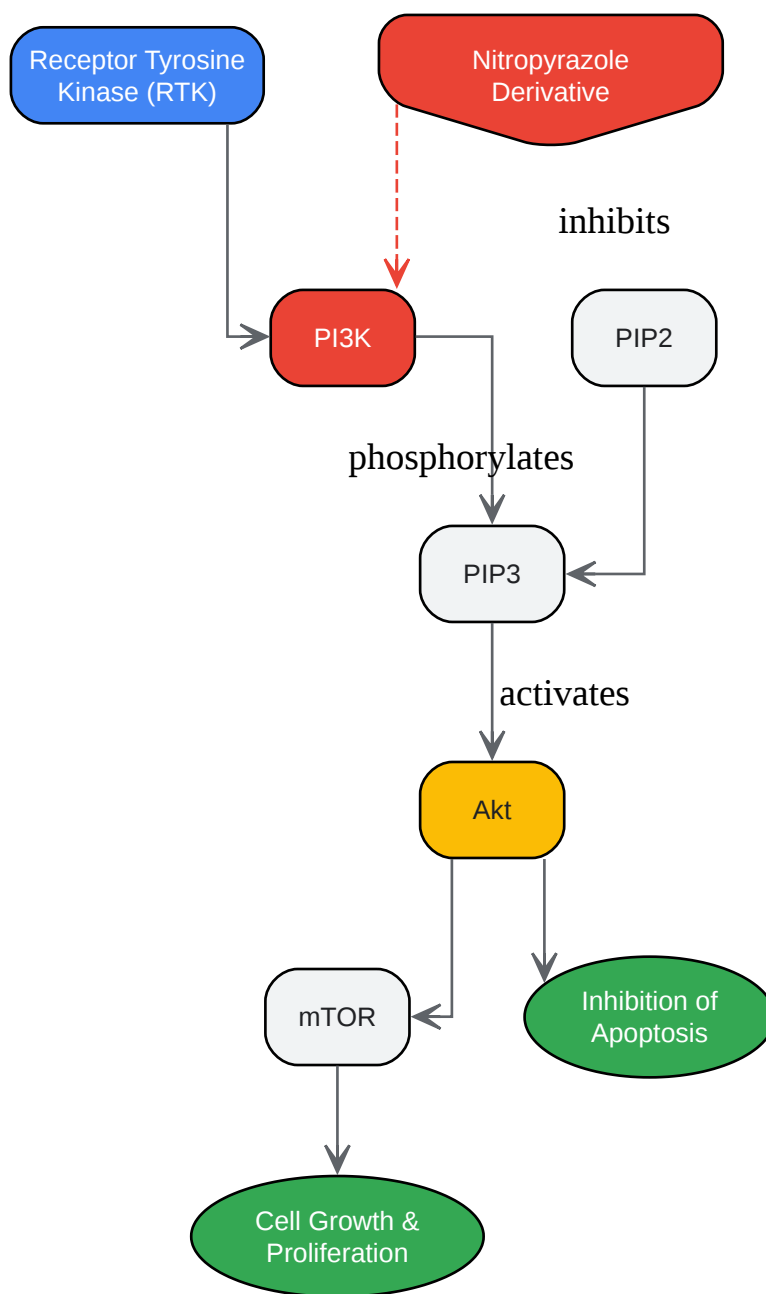 Receptor Tyrosine
Kinase (RTK)
Nitropyrazole
Derivative
inhibits
PI3K
PIP2
phosphorylates
PIP3
activates
Akt
mTOR
Inhibition of
Apoptosis
Cell Growth &
Proliferation